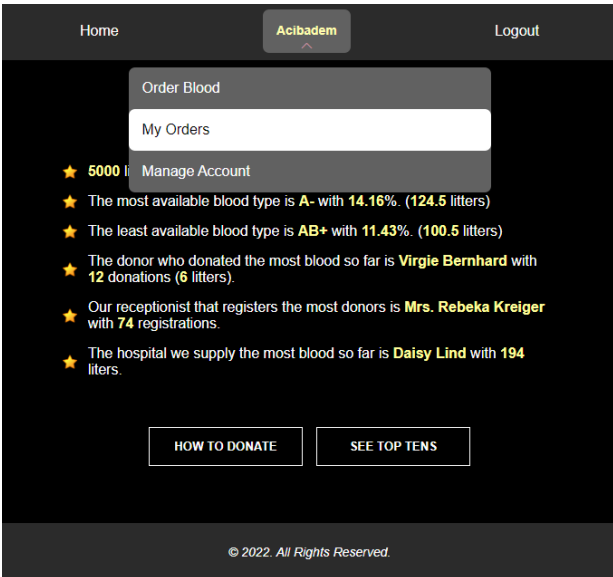 Home
Acibadem
Logout
Order Blood
My Orders
5000 li
Manage Account
The most available blood type is A- with 14.16%. (124.5 litters)
The least available blood type is AB+ with 11.43%. (100.5 litters)
The donor who donated the most blood so far is Virgie Bernhard with
12 donations (6 litters).
Our receptionist that registers the most donors is Mrs. Rebeka Kreiger
with 74 registrations.
The hospital we supply the most blood so far is Daisy Lind with 194
liters.
HOW TO DONATE
SEE TOP TENS
© 2022. All Rights Reserved.